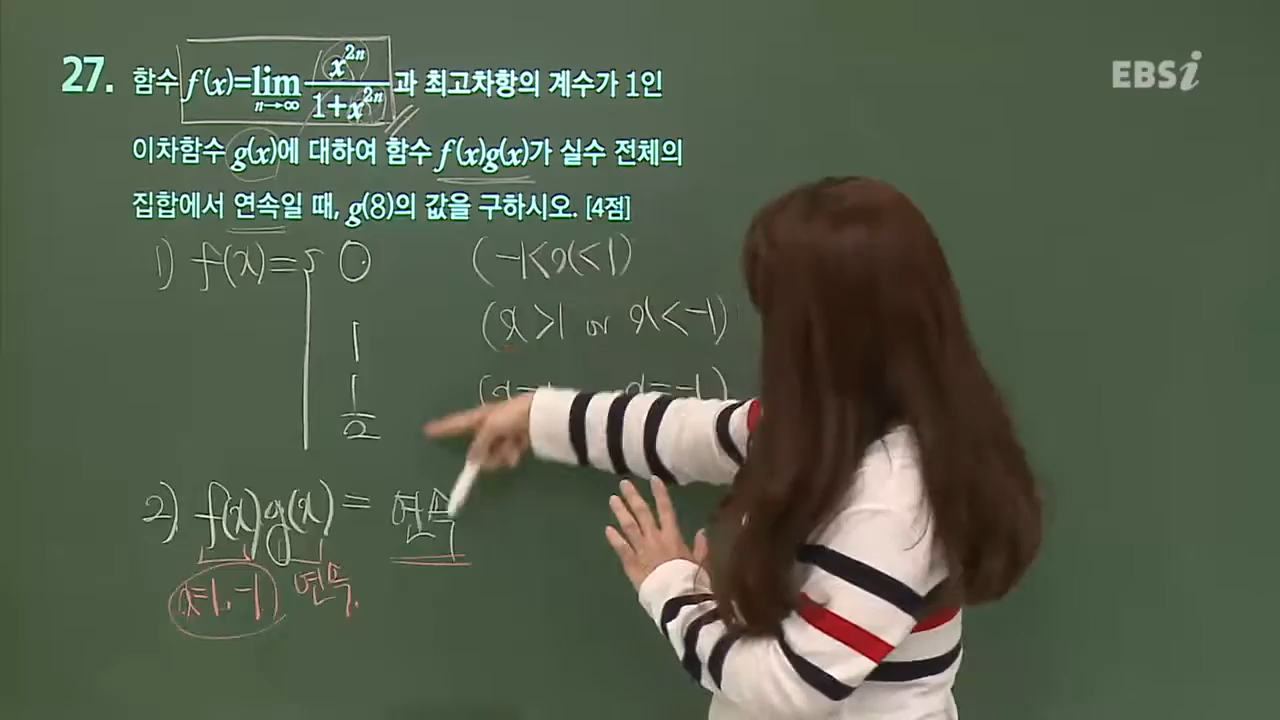 EBSi
27. 함수 f(x)=lim n→∞ x^2n / 1+x^2n 과 최고차항의 계수가 1인
이차함수 g(x)에 대하여 함수 f(x)g(x)가 실수 전체의
집합에서 연속일 때, g(8)의 값을 구하시오. [4점]
1) f(x)={ 0 (-1<x<1)
1 (x>1 or x<-1)
1/2 x=-1)
2) f(x)g(x) = 연속
x=1, -1 연속.